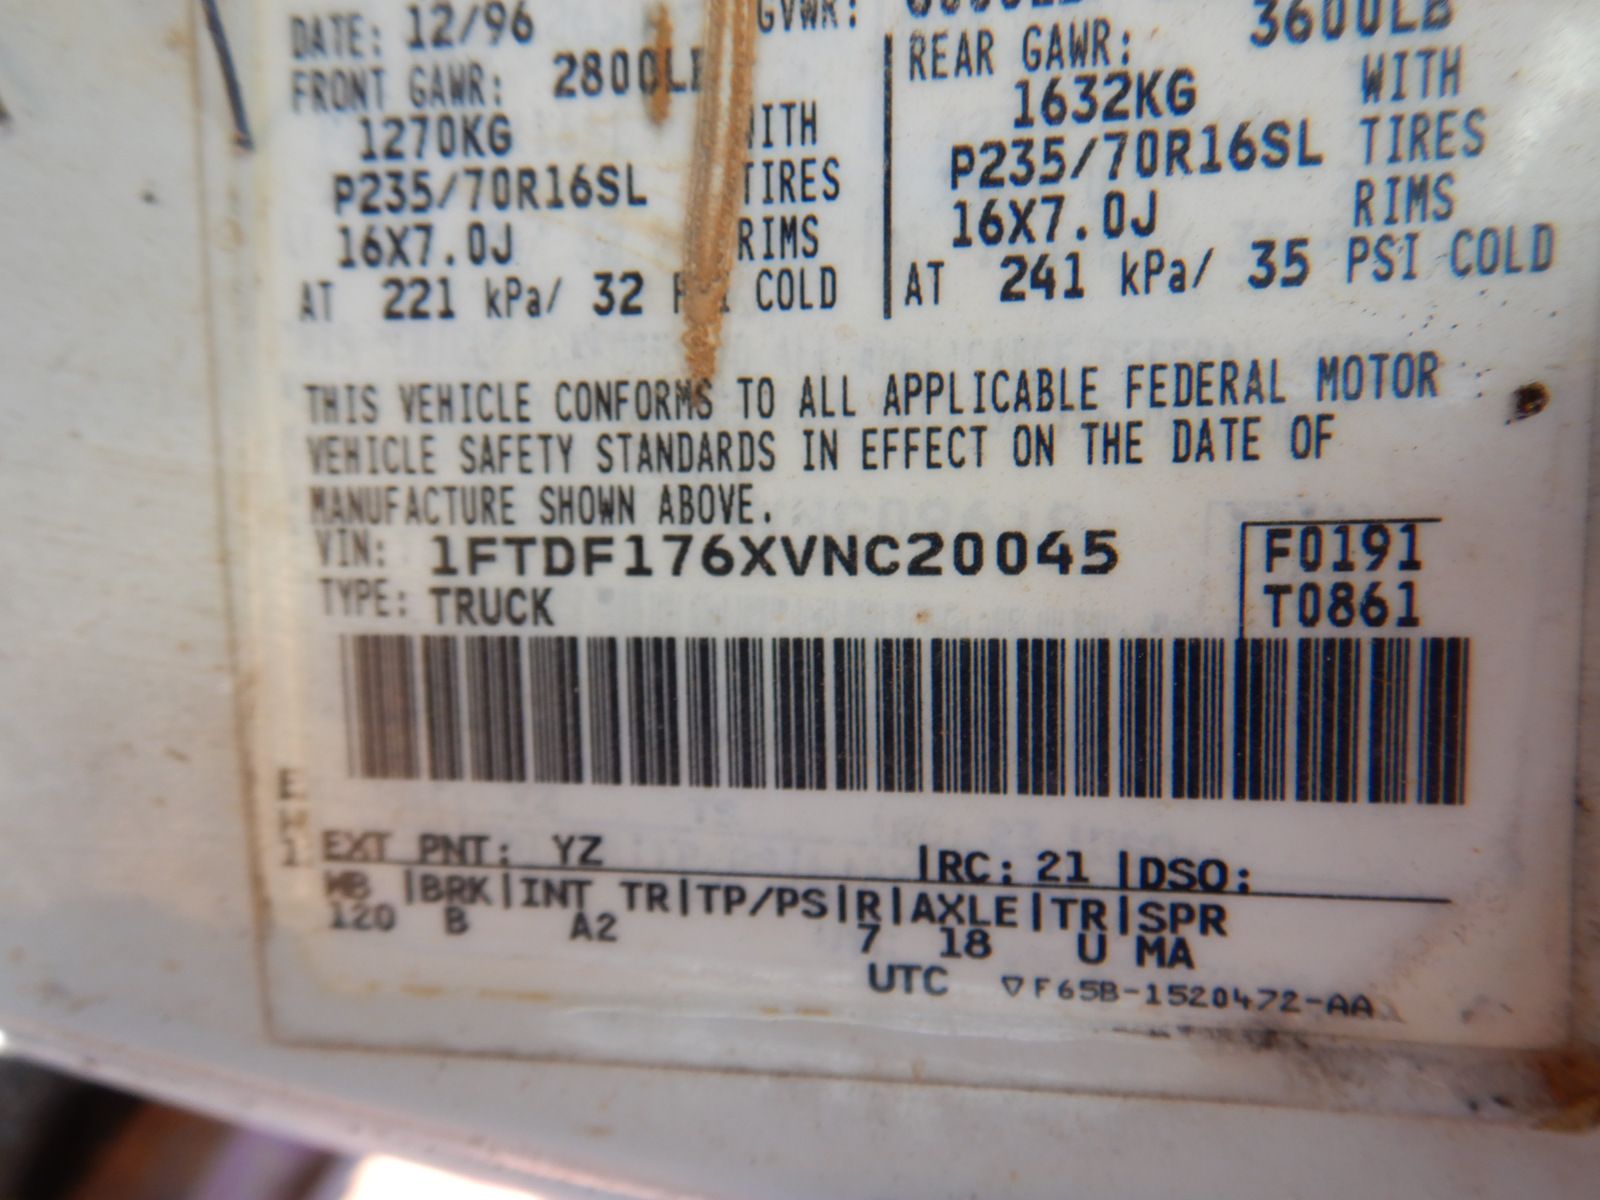 DATE: 12/96
GVWR:
FRONT GAWR: 2800LB
1270KG WITH
P235/70R16SL TIRES
16X7.0J RIMS
AT 221 kPa/ 32 PSI COLD
REAR GAWR: 3600LB
1632KG WITH
P235/70R16SL TIRES
16X7.0J RIMS
AT 241 kPa/ 35 PSI COLD
THIS VEHICLE CONFORMS TO ALL APPLICABLE FEDERAL MOTOR
VEHICLE SAFETY STANDARDS IN EFFECT ON THE DATE OF
MANUFACTURE SHOWN ABOVE.
VIN: 1FTDF176XVNC20045
TYPE: TRUCK
F0191
T0861
EXT PNT: YZ |RC: 21 |DSO:
WB |BRK|INT TR|TP/PS|R|AXLE|TR|SPR
120 B A2 7 18 U MA
UTC ▽F65B-1520472-AA